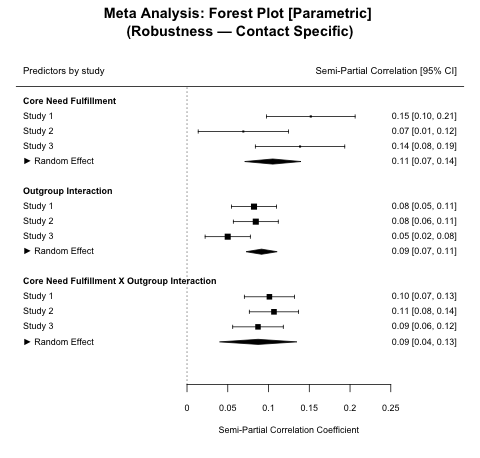 Meta Analysis: Forest Plot [Parametric]
(Robustness — Contact Specific)
Predictors by study Semi-Partial Correlation [95% CI]
Core Need Fulfillment
Study 1 0.15 [0.10, 0.21]
Study 2 0.07 [0.01, 0.12]
Study 3 0.14 [0.08, 0.19]
► Random Effect 0.11 [0.07, 0.14]
Outgroup Interaction
Study 1 0.08 [0.05, 0.11]
Study 2 0.08 [0.06, 0.11]
Study 3 0.05 [0.02, 0.08]
► Random Effect 0.09 [0.07, 0.11]
Core Need Fulfillment X Outgroup Interaction
Study 1 0.10 [0.07, 0.13]
Study 2 0.11 [0.08, 0.14]
Study 3 0.09 [0.06, 0.12]
► Random Effect 0.09 [0.04, 0.13]
0 0.05 0.1 0.15 0.2 0.25
Semi-Partial Correlation Coefficient